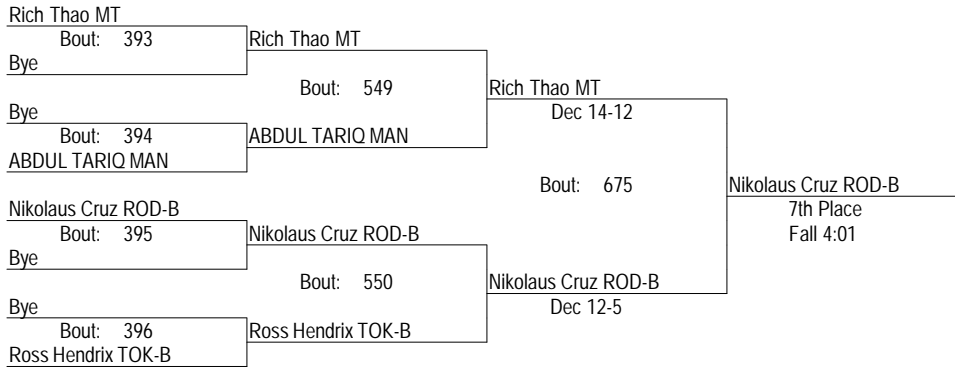 Rich Thao MT
Bout: 393
Rich Thao MT
Bye
Bout: 549
Rich Thao MT
Bye
Dec 14-12
Bout: 394
ABDUL TARIQ MAN
ABDUL TARIQ MAN
Bout: 675
Nikolaus Cruz ROD-B
Nikolaus Cruz ROD-B
7th Place
Bout: 395
Nikolaus Cruz ROD-B
Fall 4:01
Bye
Bout: 550
Nikolaus Cruz ROD-B
Bye
Dec 12-5
Bout: 396
Ross Hendrix TOK-B
Ross Hendrix TOK-B